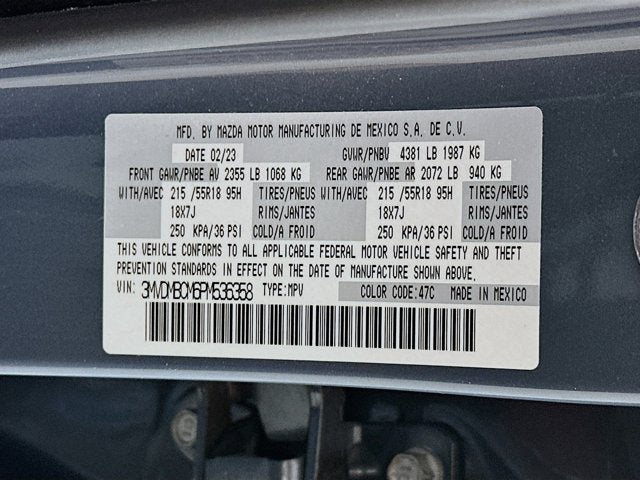 MFD. BY MAZDA MOTOR MANUFACTURING DE MEXICO S.A. DE C.V.
DATE 02/23 GVWR/PNBV 4381 LB 1987 KG
FRONT GAWR/PNBE AV 2355 LB 1068 KG REAR GAWR/PNBE AR 2072 LB 940 KG
WITH/AVEC 215 /55R18 95H TIRES/PNEUS WITH/AVEC 215 /55R18 95H TIRES/PNEUS
18X7J RIMS/JANTES 18X7J RIMS/JANTES
250 KPA/36 PSI COLD/A FROID 250 KPA/36 PSI COLD/A FROID
THIS VEHICLE CONFORMS TO ALL APPLICABLE FEDERAL MOTOR VEHICLE SAFETY AND THEFT
PREVENTION STANDARDS IN EFFECT ON THE DATE OF MANUFACTURE SHOWN ABOVE.
VIN: 3MVDMBCM6PM536358 TYPE:MPV COLOR CODE:47C MADE IN MEXICO